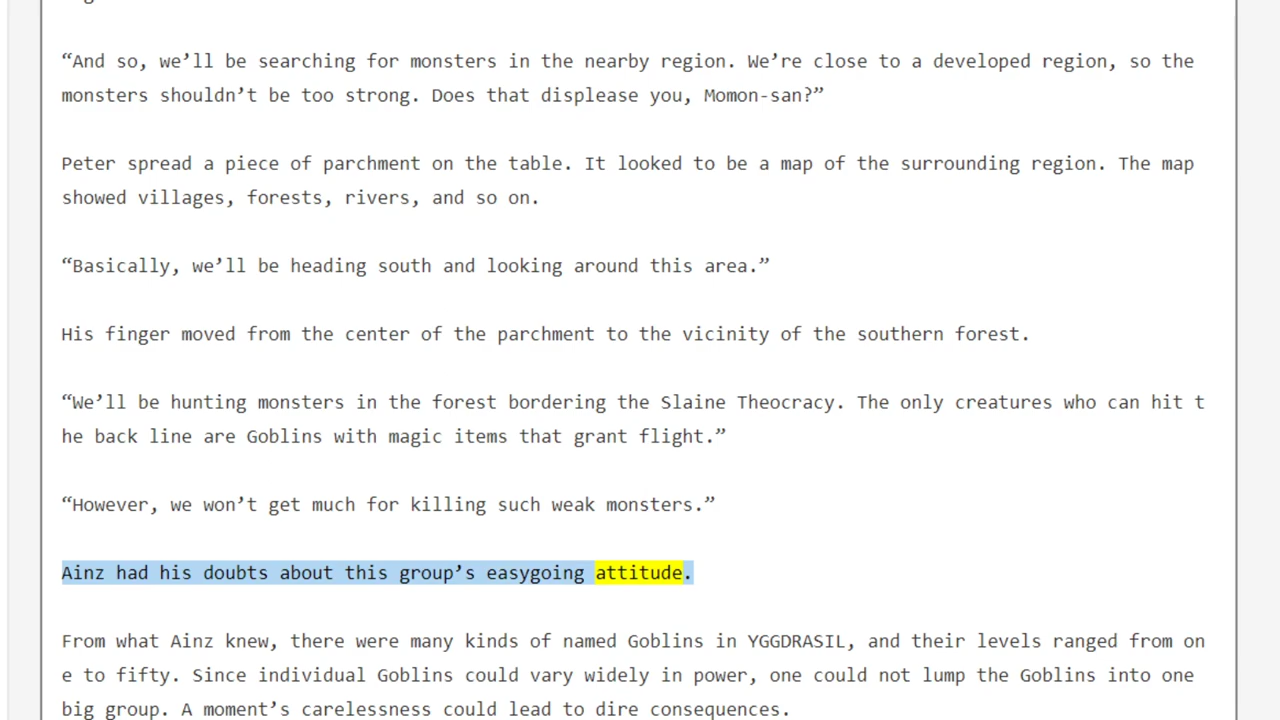 “And so, we’ll be searching for monsters in the nearby region. We’re close to a developed region, so the
monsters shouldn’t be too strong. Does that displease you, Momon-san?”
Peter spread a piece of parchment on the table. It looked to be a map of the surrounding region. The map
showed villages, forests, rivers, and so on.
“Basically, we’ll be heading south and looking around this area.”
His finger moved from the center of the parchment to the vicinity of the southern forest.
“We’ll be hunting monsters in the forest bordering the Slaine Theocracy. The only creatures who can hit t
he back line are Goblins with magic items that grant flight.”
“However, we won’t get much for killing such weak monsters.”
Ainz had his doubts about this group’s easygoing attitude.
From what Ainz knew, there were many kinds of named Goblins in YGGDRASIL, and their levels ranged from on
e to fifty. Since individual Goblins could vary widely in power, one could not lump the Goblins into one
big group. A moment’s carelessness could lead to dire consequences.